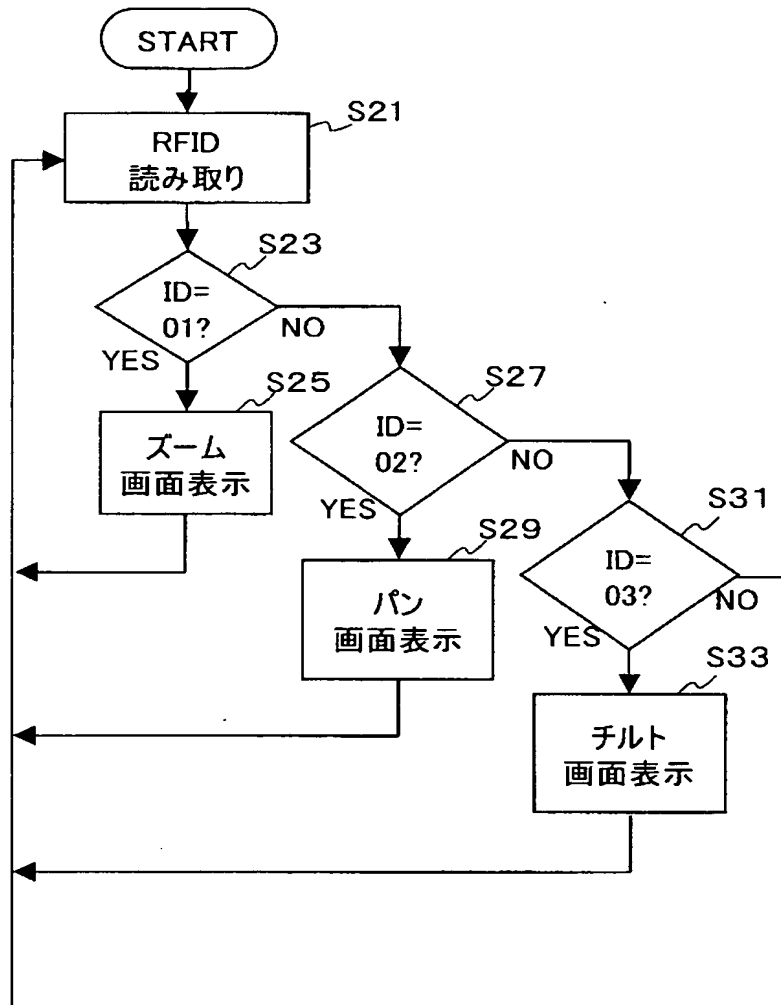 START
S21
RFID
読み取り
S23
ID=
01?
NO
YES
S25
ズーム
画面表示
S27
ID=
02?
NO
YES
S29
パン
画面表示
S31
ID=
03?
NO
YES
S33
チルト
画面表示